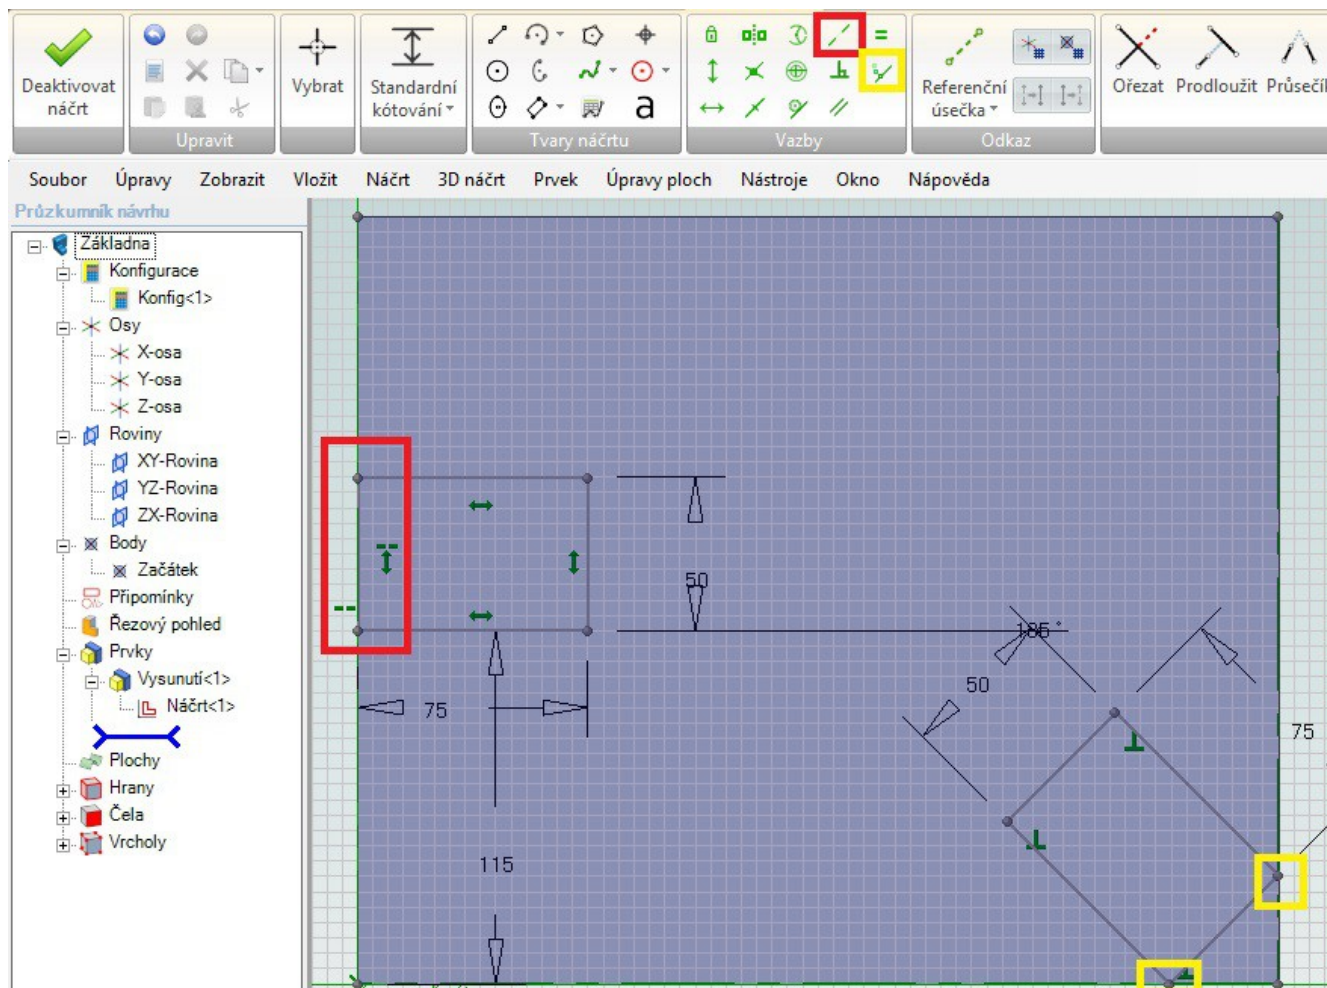 Deaktivovat
náčrt
Upravit
Vybrat
Standardní
kótování
a
Tvary náčrtu
Vazby
Referenční
úsečka
Odkaz
Ořezat Prodloužit Průsečík
Soubor Úpravy Zobrazit Vložit Náčrt 3D náčrt Prvek Úpravy ploch Nástroje Okno Nápověda
Průzkumník návrhu
Základna
Konfigurace
Konfig<1>
Osy
X-osa
Y-osa
Z-osa
Roviny
XY-Rovina
YZ-Rovina
ZX-Rovina
Body
Začátek
Připomínky
Řezový pohled
Prvky
Vysunutí<1>
Náčrt<1>
Plochy
Hrany
Čela
Vrcholy
50
50
75
75
115